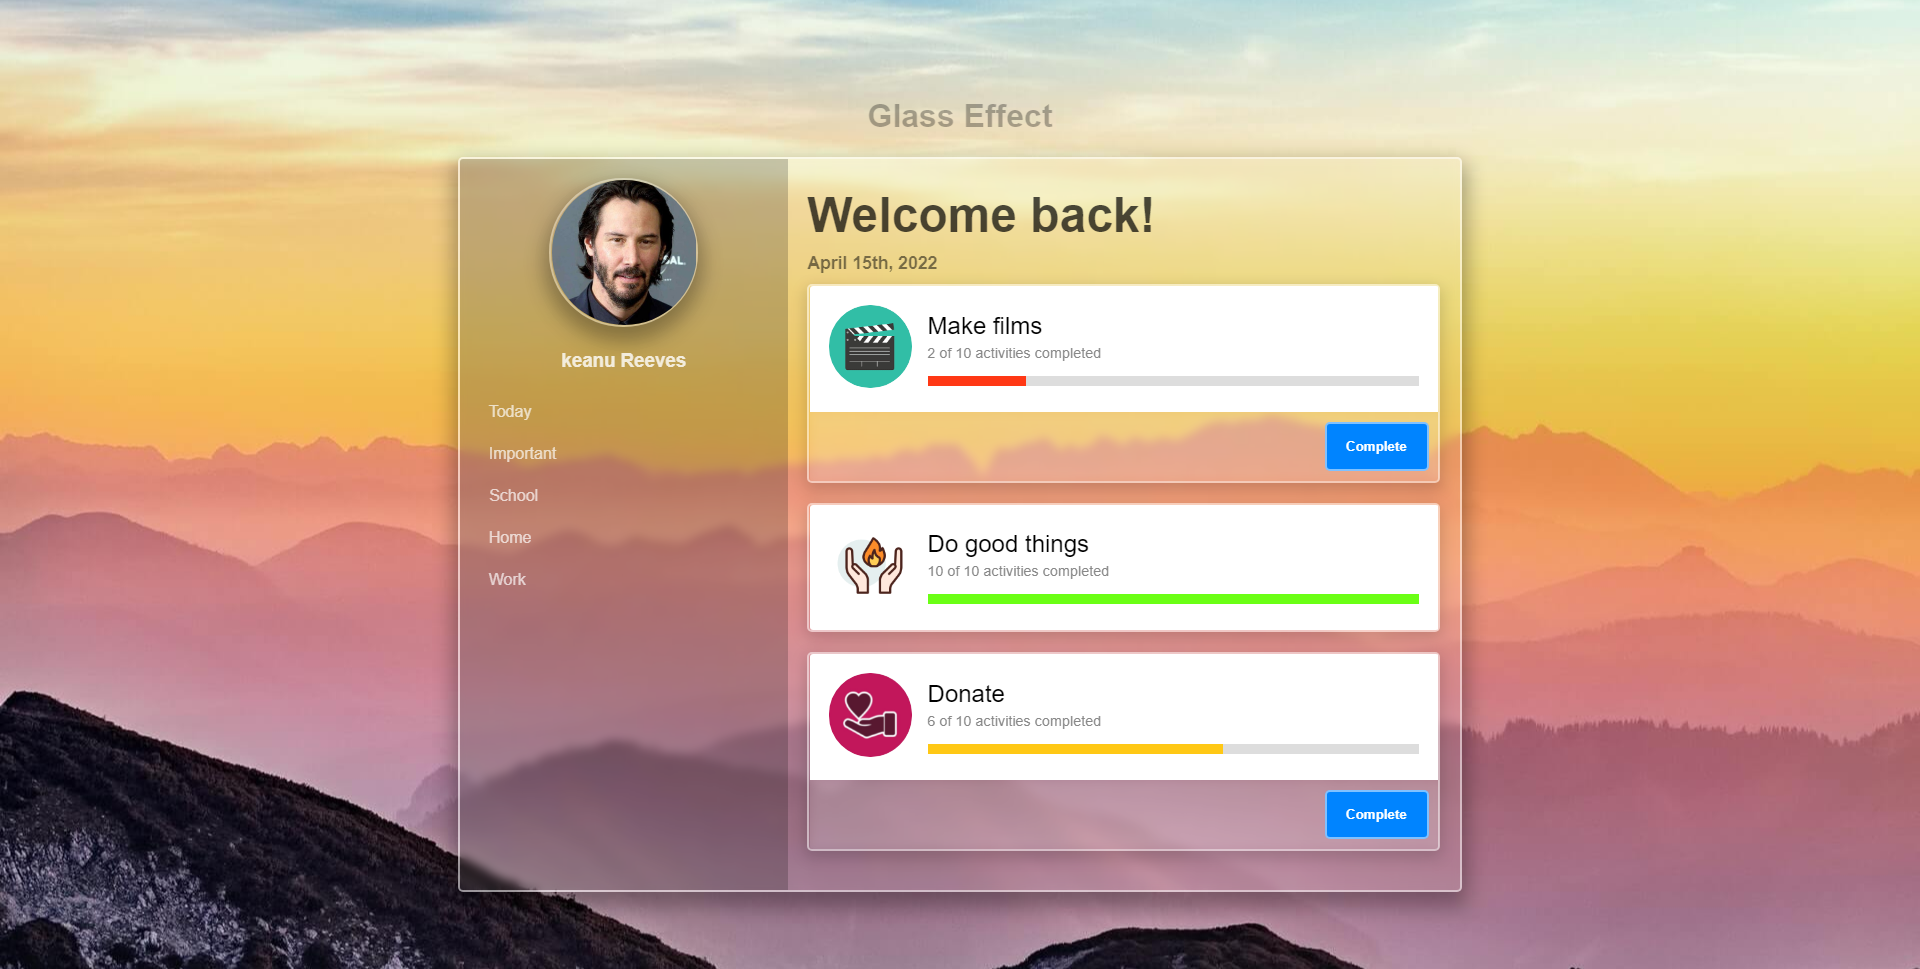 Glass Effect
keanu Reeves
Today
Important
School
Home
Work
Welcome back!
April 15th, 2022
Make films
2 of 10 activities completed
Complete
Do good things
10 of 10 activities completed
Donate
6 of 10 activities completed
Complete